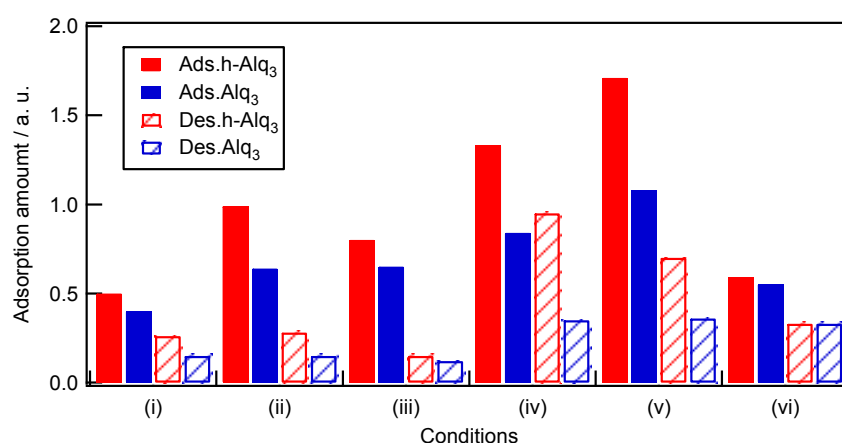 2.0
1.5
1.0
0.5
0.0
Adsorption amoumt / a. u.
Ads.h-Alq₃
Ads.Alq₃
Des.h-Alq₃
Des.Alq₃
(i) (ii) (iii) (iv) (v) (vi)
Conditions